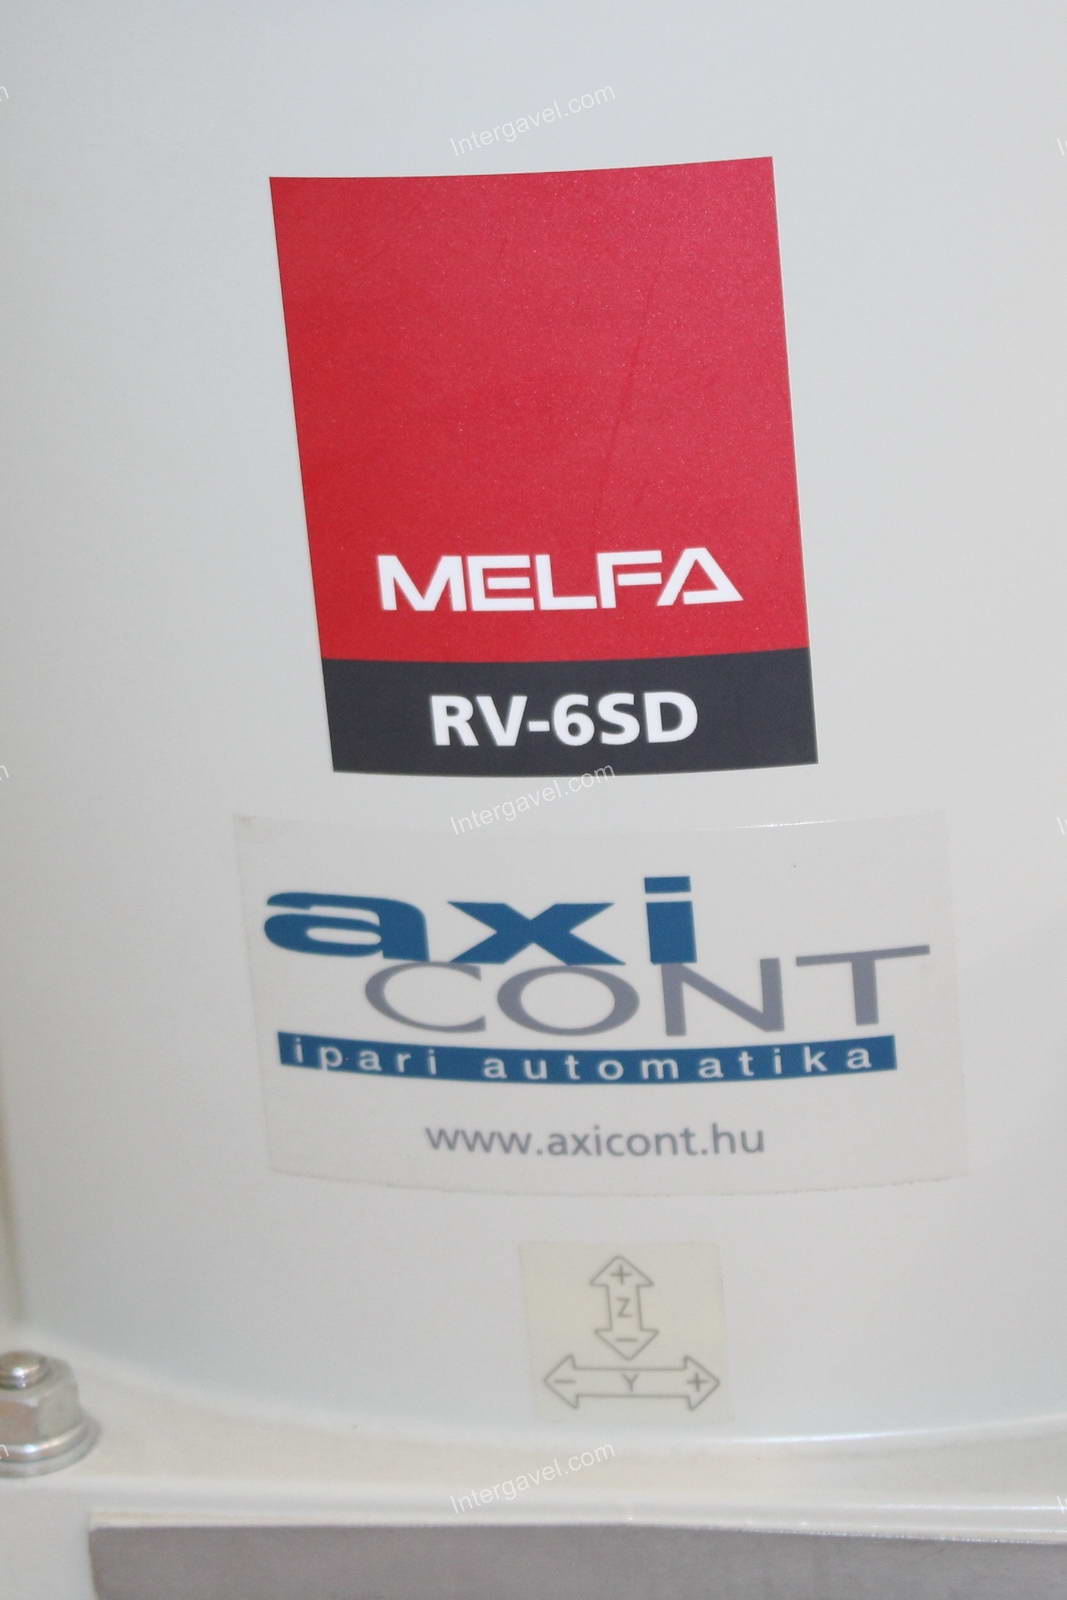 Intergavel.com
MELFA
RV-6SD
Intergavel.com
axi
CONT
ipari automatika
www.axicont.hu
+
Z
−
− Y +
Intergavel.com